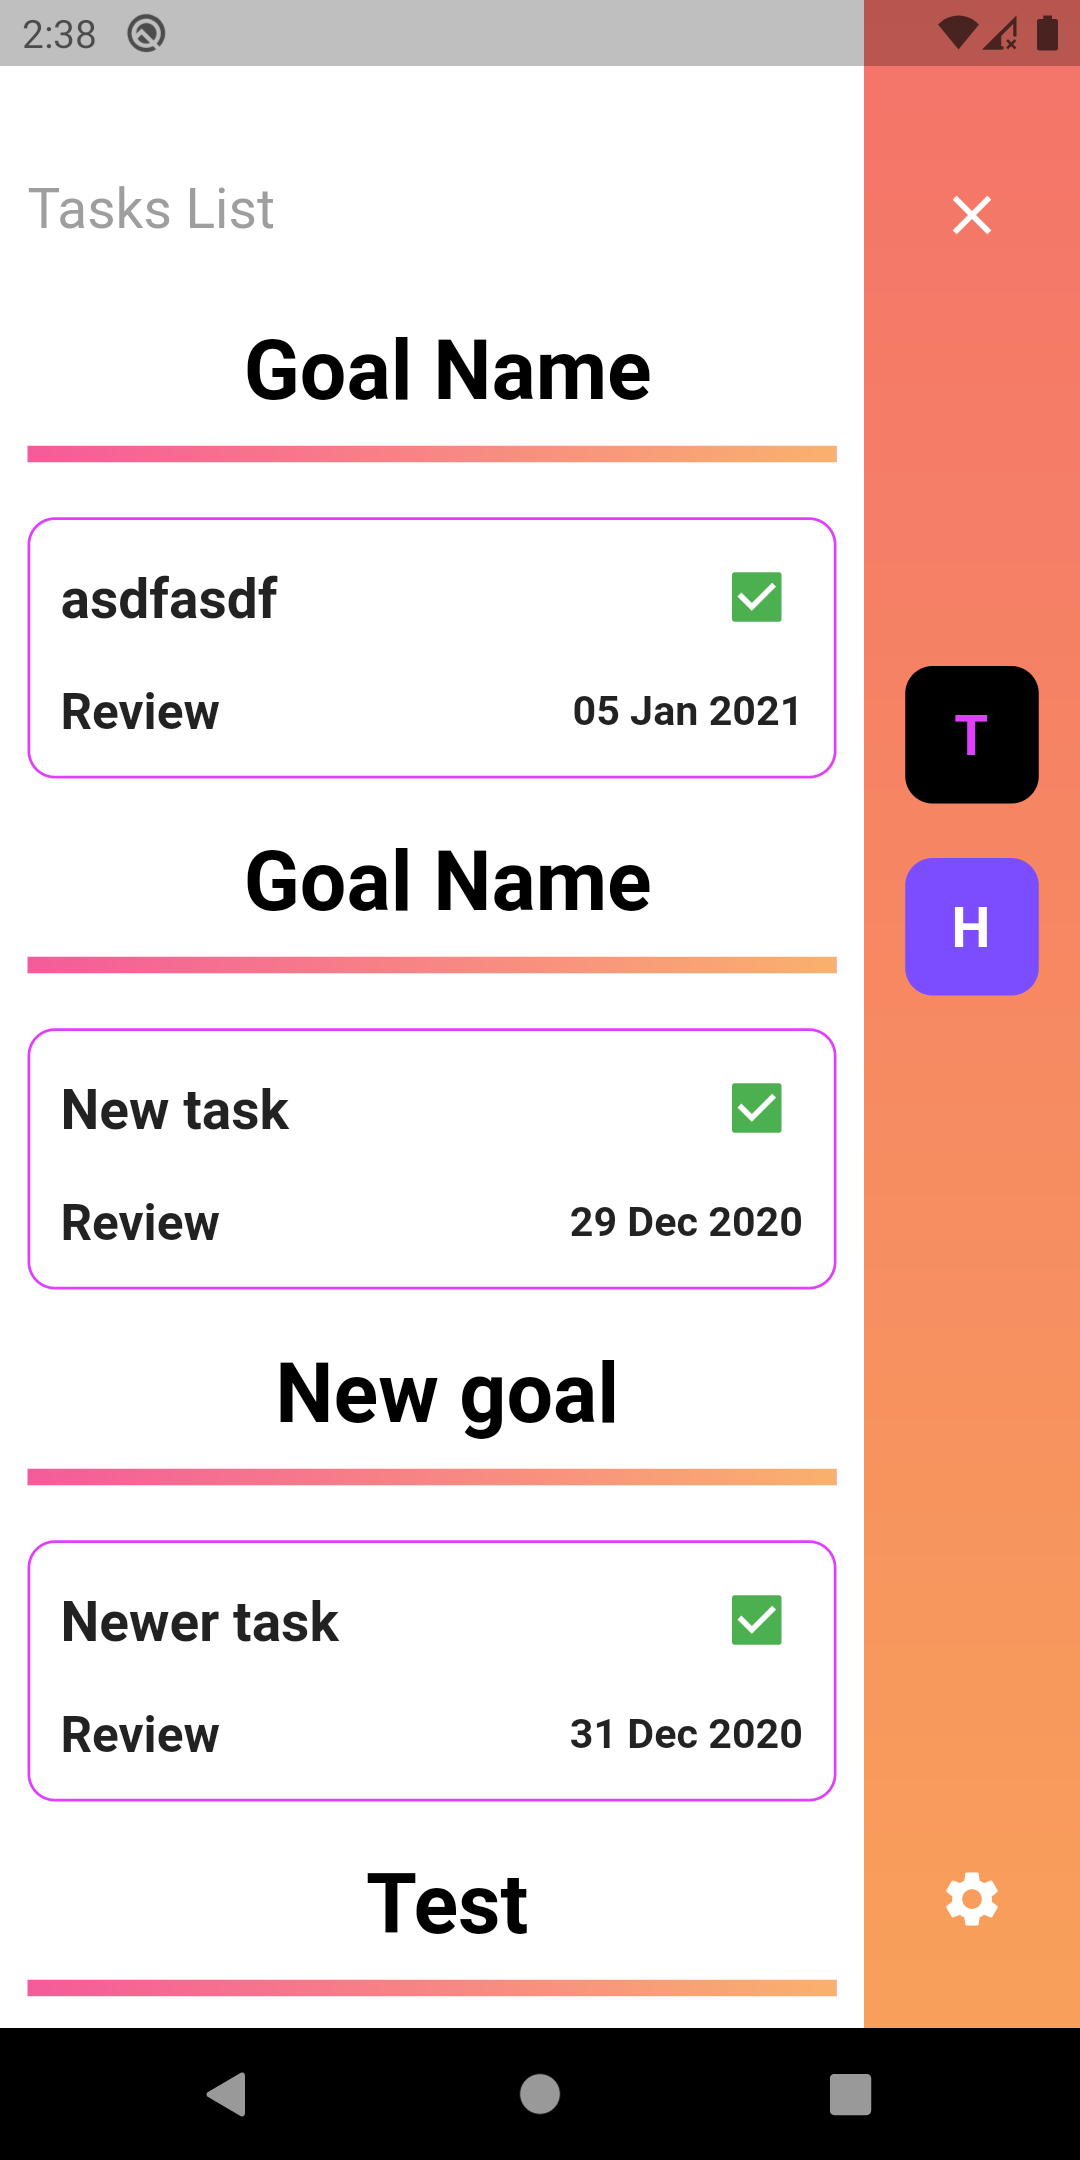 2:38
Tasks List
Goal Name
asdfasdf
Review 05 Jan 2021
T
Goal Name
H
New task
Review 29 Dec 2020
New goal
Newer task
Review 31 Dec 2020
Test